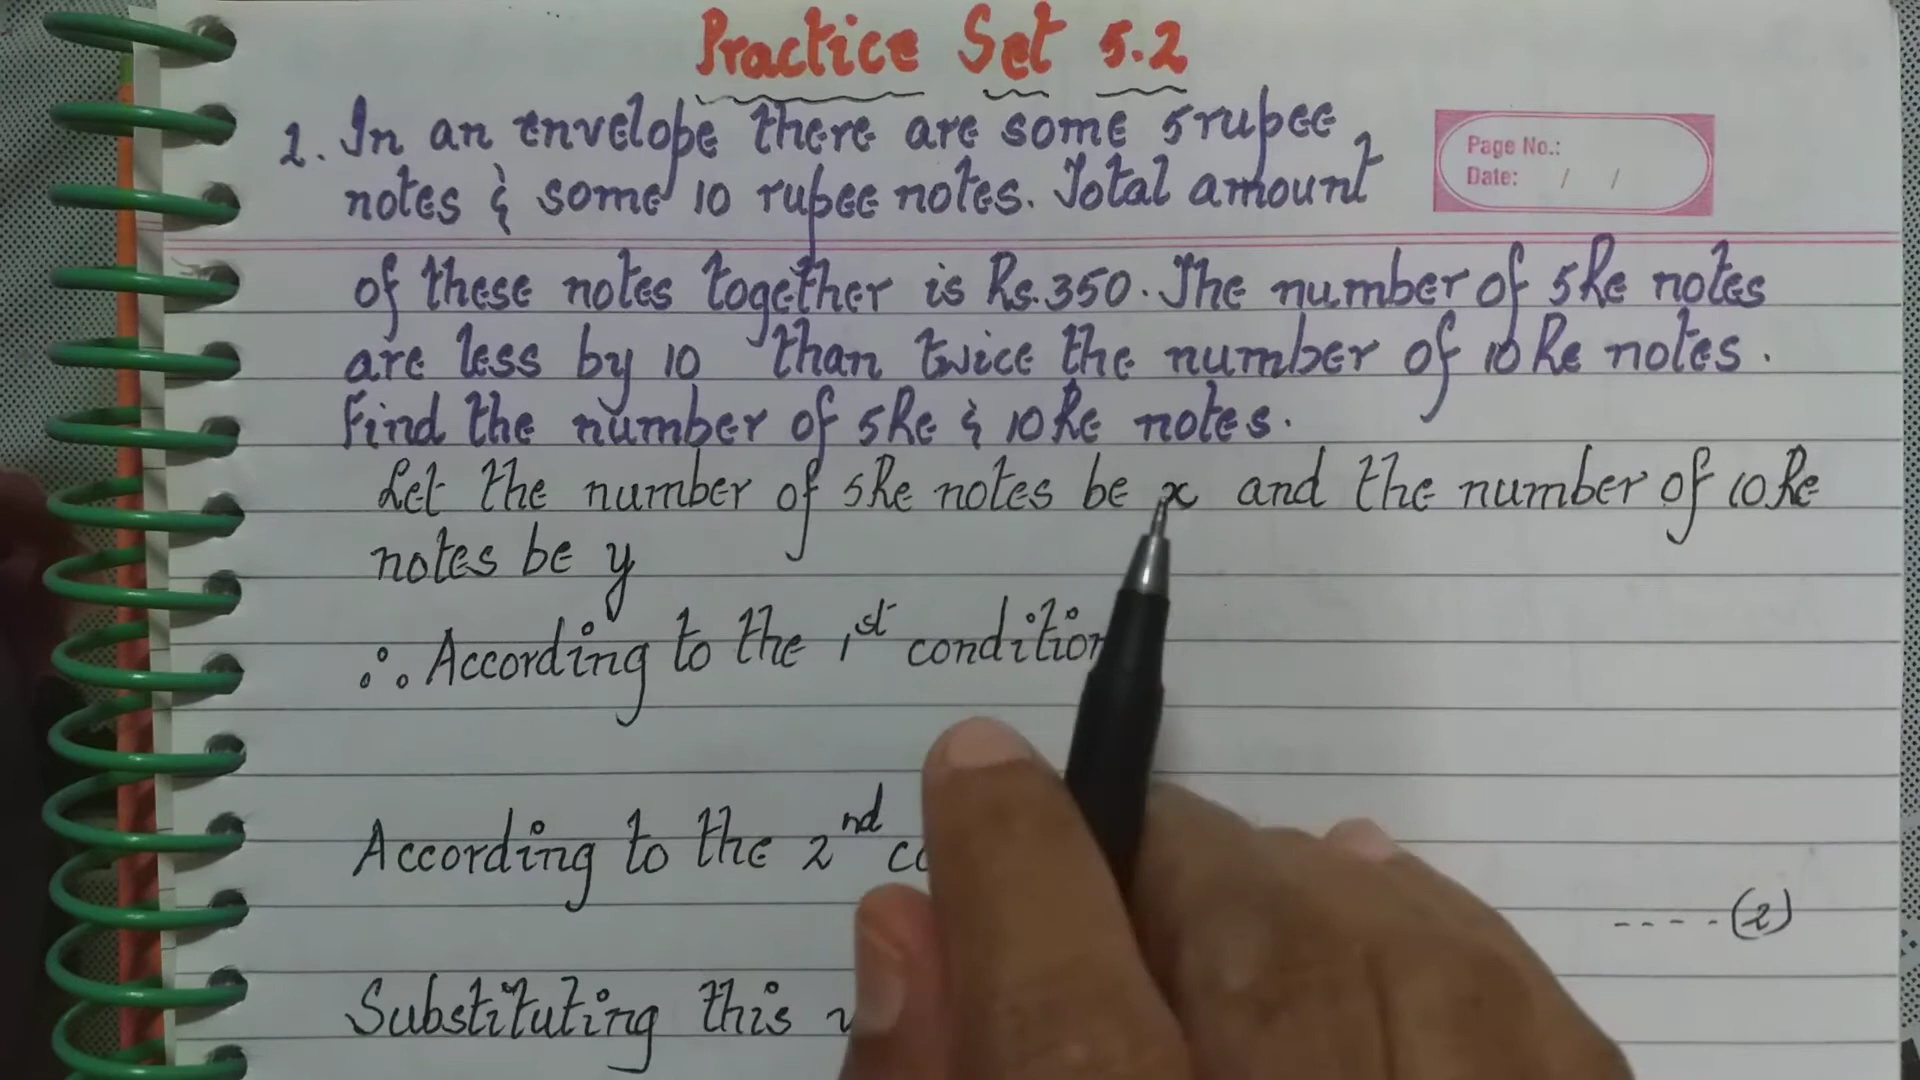 Practice Set 5.2
1. In an envelope there are some 5 rupee
notes & some 10 rupee notes. Total amount
Page No.:
Date: / /
of these notes together is Rs.350. The number of 5Re notes
are less by 10 than twice the number of 10 Re notes.
Find the number of 5Re & 10Re notes.
Let the number of 5Re notes be x and the number of 10Re
notes be y
∴ According to the 1st condition
According to the 2nd
----(2)
Substituting this